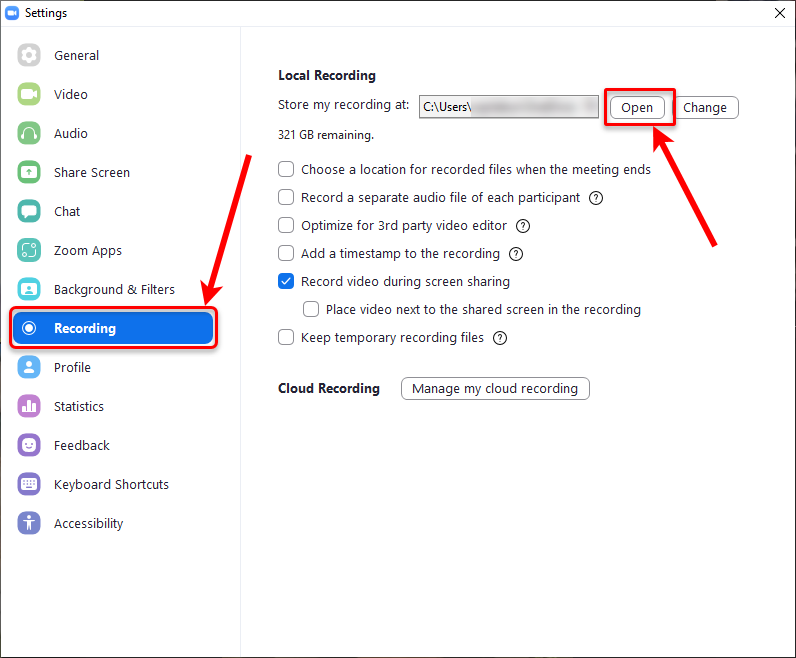 Settings
General
Video
Audio
Share Screen
Chat
Zoom Apps
Background & Filters
Recording
Profile
Statistics
Feedback
Keyboard Shortcuts
Accessibility
Local Recording
Store my recording at: C:\Users\ Open Change
321 GB remaining.
Choose a location for recorded files when the meeting ends
Record a separate audio file of each participant ?
Optimize for 3rd party video editor ?
Add a timestamp to the recording ?
Record video during screen sharing
Place video next to the shared screen in the recording
Keep temporary recording files ?
Cloud Recording Manage my cloud recording